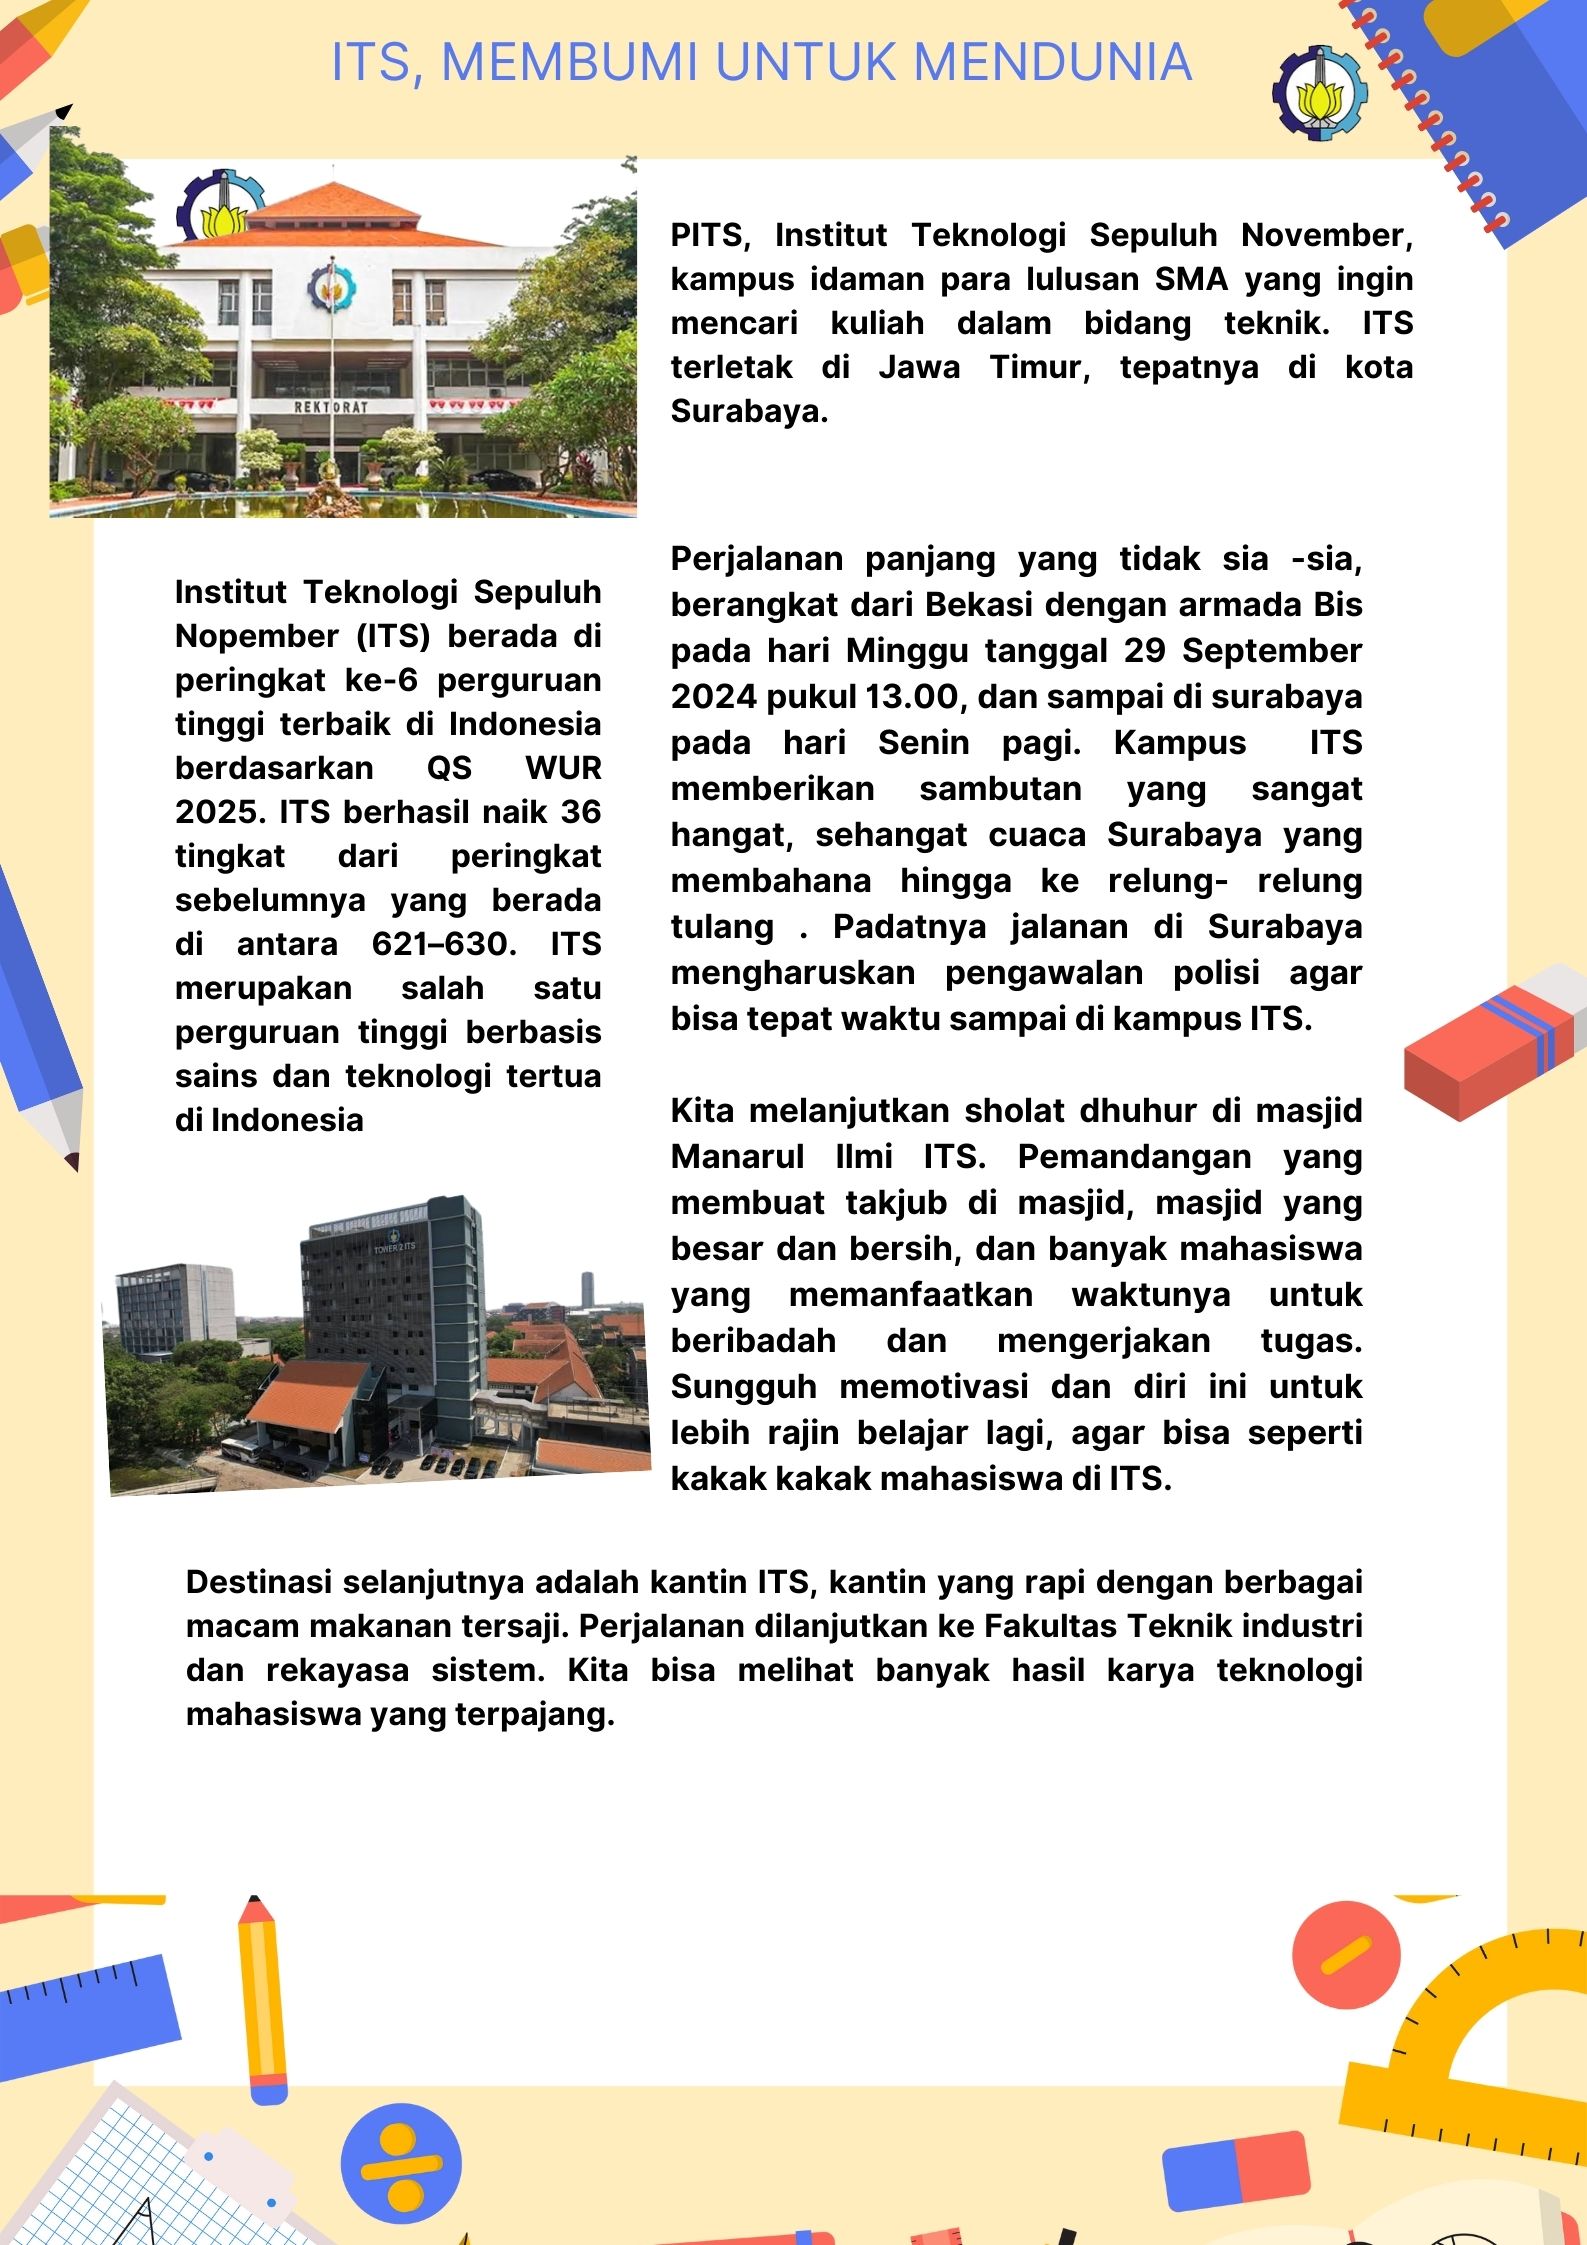 ITS, MEMBUMI UNTUK MENDUNIA
REKTORAT
PITS, Institut Teknologi Sepuluh November,
kampus idaman para lulusan SMA yang ingin
mencari kuliah dalam bidang teknik. ITS
terletak di Jawa Timur, tepatnya di kota
Surabaya.
Institut Teknologi Sepuluh
Nopember (ITS) berada di
peringkat ke-6 perguruan
tinggi terbaik di Indonesia
berdasarkan QS WUR
2025. ITS berhasil naik 36
tingkat dari peringkat
sebelumnya yang berada
di antara 621–630. ITS
merupakan salah satu
perguruan tinggi berbasis
sains dan teknologi tertua
di Indonesia
TOWER 2 ITS
Perjalanan panjang yang tidak sia -sia,
berangkat dari Bekasi dengan armada Bis
pada hari Minggu tanggal 29 September
2024 pukul 13.00, dan sampai di surabaya
pada hari Senin pagi. Kampus ITS
memberikan sambutan yang sangat
hangat, sehangat cuaca Surabaya yang
membahana hingga ke relung- relung
tulang . Padatnya jalanan di Surabaya
mengharuskan pengawalan polisi agar
bisa tepat waktu sampai di kampus ITS.
Kita melanjutkan sholat dhuhur di masjid
Manarul Ilmi ITS. Pemandangan yang
membuat takjub di masjid, masjid yang
besar dan bersih, dan banyak mahasiswa
yang memanfaatkan waktunya untuk
beribadah dan mengerjakan tugas.
Sungguh memotivasi dan diri ini untuk
lebih rajin belajar lagi, agar bisa seperti
kakak kakak mahasiswa di ITS.
Destinasi selanjutnya adalah kantin ITS, kantin yang rapi dengan berbagai
macam makanan tersaji. Perjalanan dilanjutkan ke Fakultas Teknik industri
dan rekayasa sistem. Kita bisa melihat banyak hasil karya teknologi
mahasiswa yang terpajang.